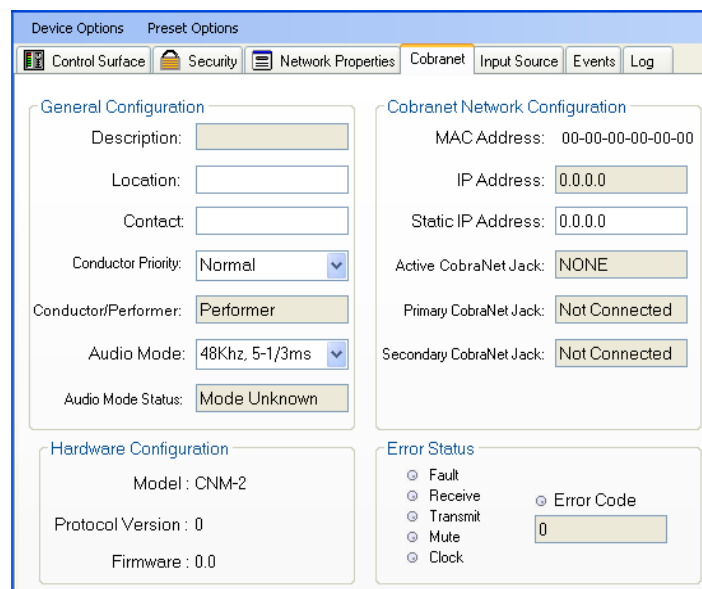 Device Options Preset Options
Control Surface Security Network Properties Cobranet Input Source Events Log
General Configuration
Description:
Location:
Contact:
Conductor Priority: Normal
Conductor/Performer: Performer
Audio Mode: 48Khz, 5-1/3ms
Audio Mode Status: Mode Unknown
Cobranet Network Configuration
MAC Address: 00-00-00-00-00-00
IP Address: 0.0.0.0
Static IP Address: 0.0.0.0
Active CobraNet Jack: NONE
Primary CobraNet Jack: Not Connected
Secondary CobraNet Jack: Not Connected
Hardware Configuration
Model : CNM-2
Protocol Version : 0
Firmware : 0.0
Error Status
Fault
Receive
Transmit
Mute
Clock
Error Code
0